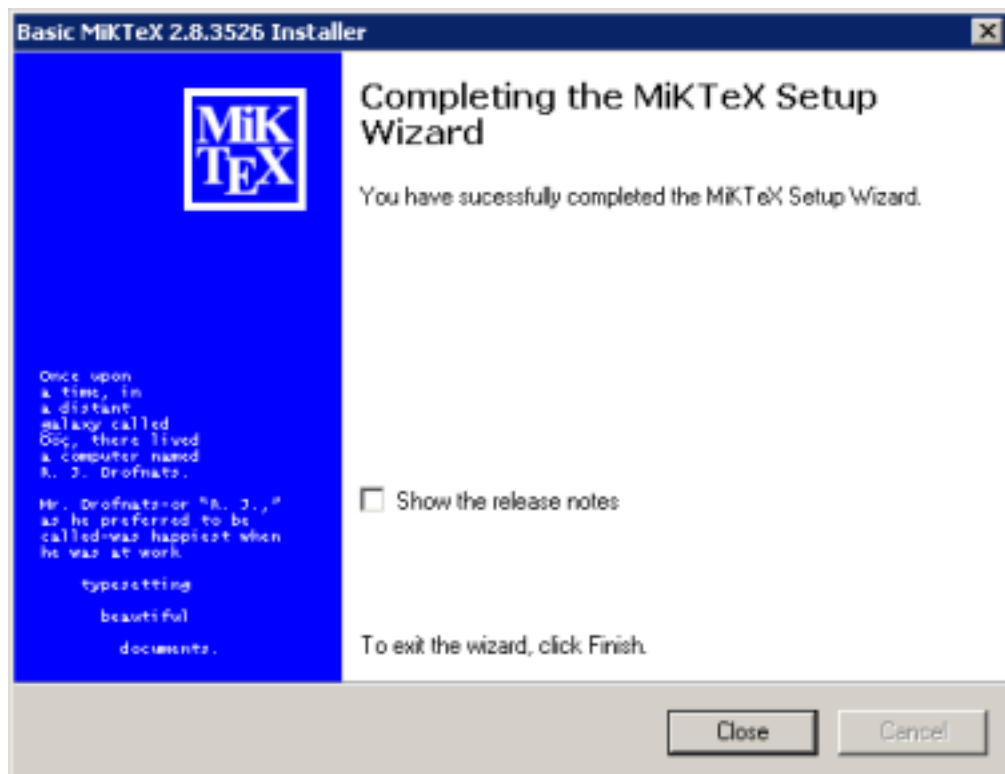 Basic MiKTeX 2.8.3526 Installer
MiK
TEX
Completing the MiKTeX Setup
Wizard
You have sucessfully completed the MiKTeX Setup Wizard.
Once upon
a time, in
a distant
galaxy called
Ööç, there lived
a computer named
R. J. Drofnats.
Mr. Drofnats-or "R. J.,"
as he preferred to be
called-was happiest when
he was at work
typesetting
beautiful
documents.
Show the release notes
To exit the wizard, click Finish.
Close
Cancel